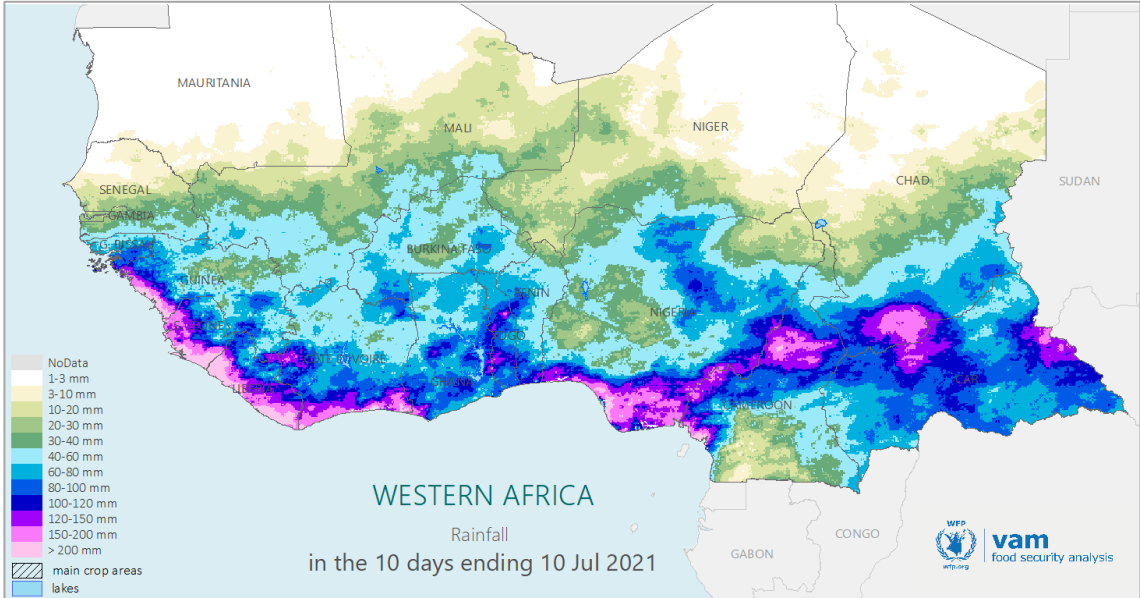 MAURITANIA
MALI
NIGER
CHAD
SUDAN
SENEGAL
GAMBIA
G. BISSAU
GUINEA
BURKINA FASO
BENIN
NIGERIA
TOGO
COTE D'IVOIRE
GHANA
LIBERIA
CAMEROON
CAR
GABON
CONGO
NoData
1-3 mm
3-10 mm
10-20 mm
20-30 mm
30-40 mm
40-60 mm
60-80 mm
80-100 mm
100-120 mm
120-150 mm
150-200 mm
> 200 mm
main crop areas
lakes
WESTERN AFRICA
Rainfall
in the 10 days ending 10 Jul 2021
WFP
wfp.org
vam
food security analysis